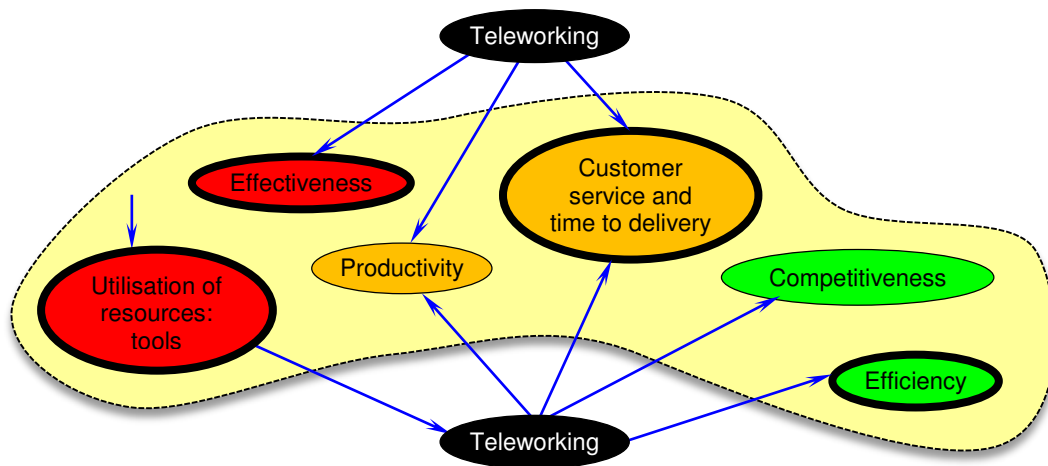 Teleworking
Effectiveness
Customer
service and
time to delivery
Productivity
Competitiveness
Utilisation of
resources:
tools
Efficiency
Teleworking